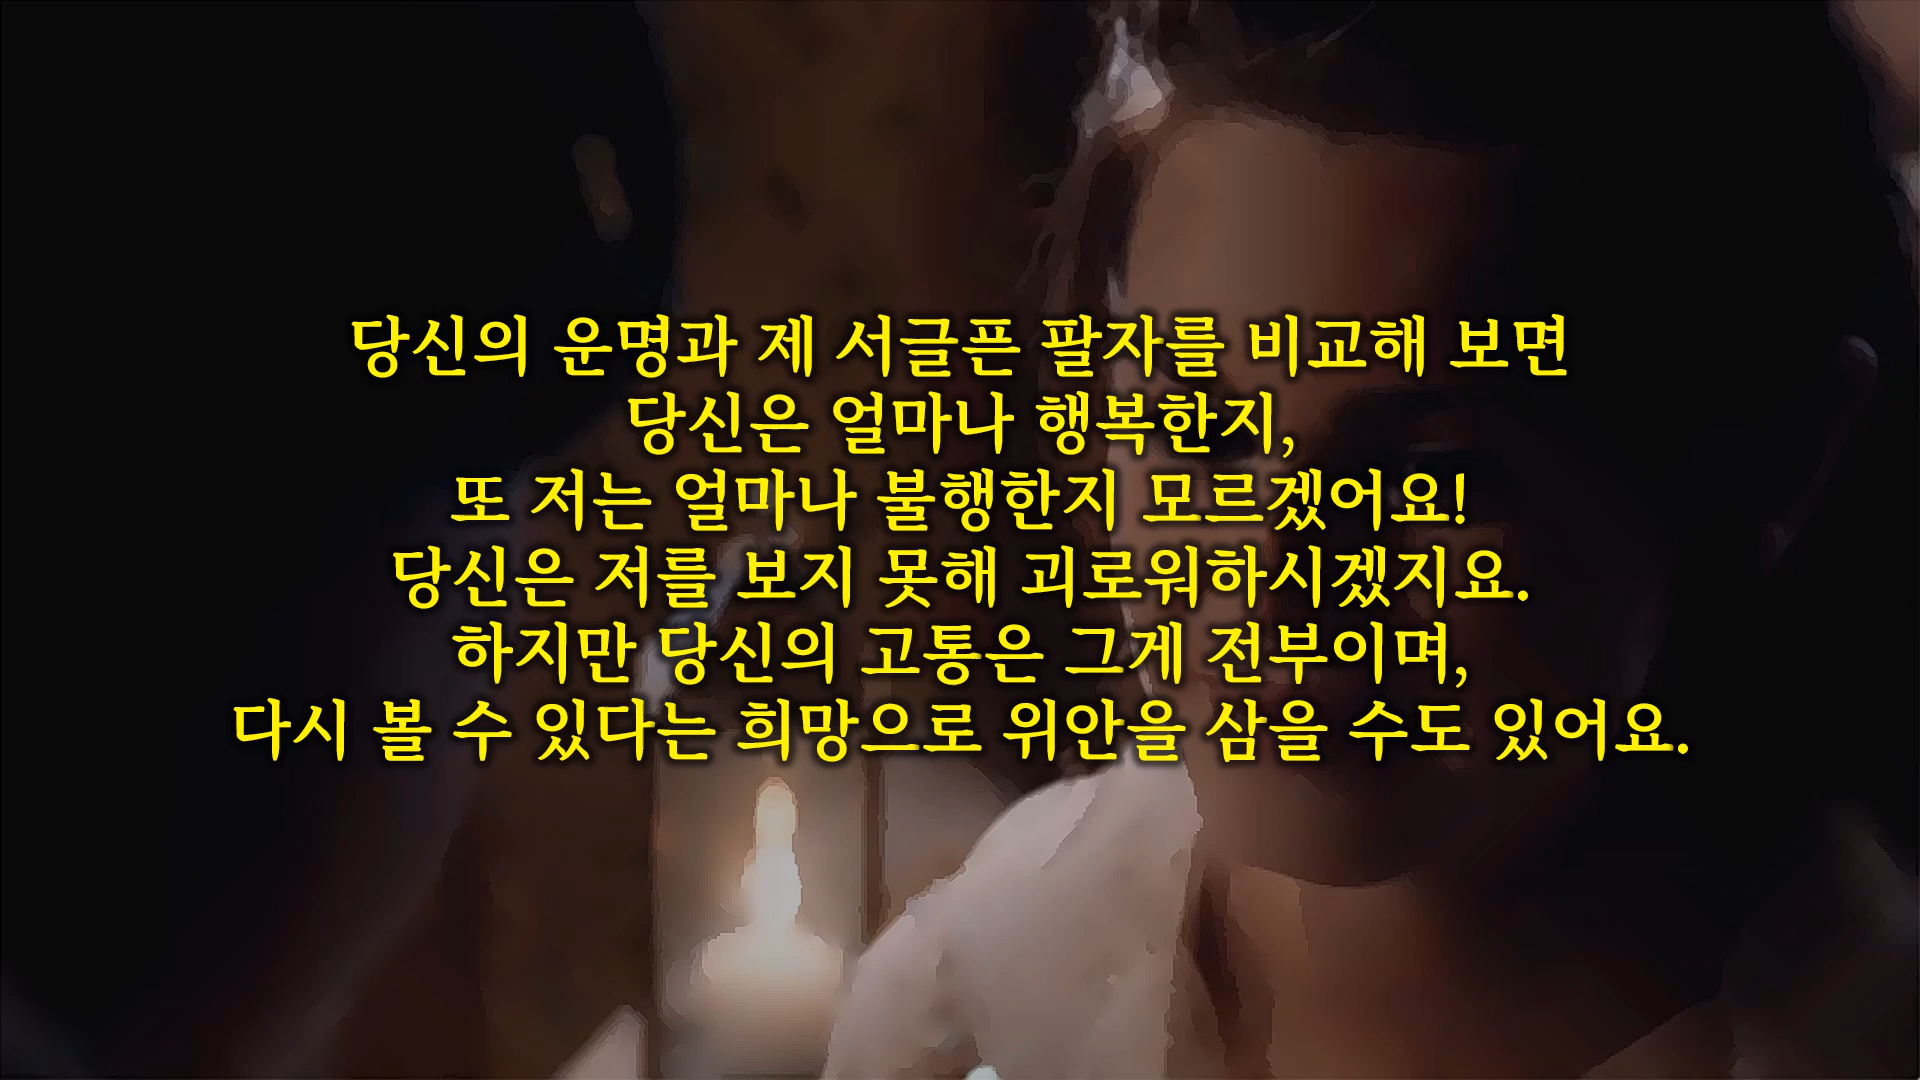 당신의 운명과 제 서글픈 팔자를 비교해 보면
당신은 얼마나 행복한지,
또 저는 얼마나 불행한지 모르겠어요!
당신은 저를 보지 못해 괴로워하시겠지요.
하지만 당신의 고통은 그게 전부이며,
다시 볼 수 있다는 희망으로 위안을 삼을 수도 있어요.